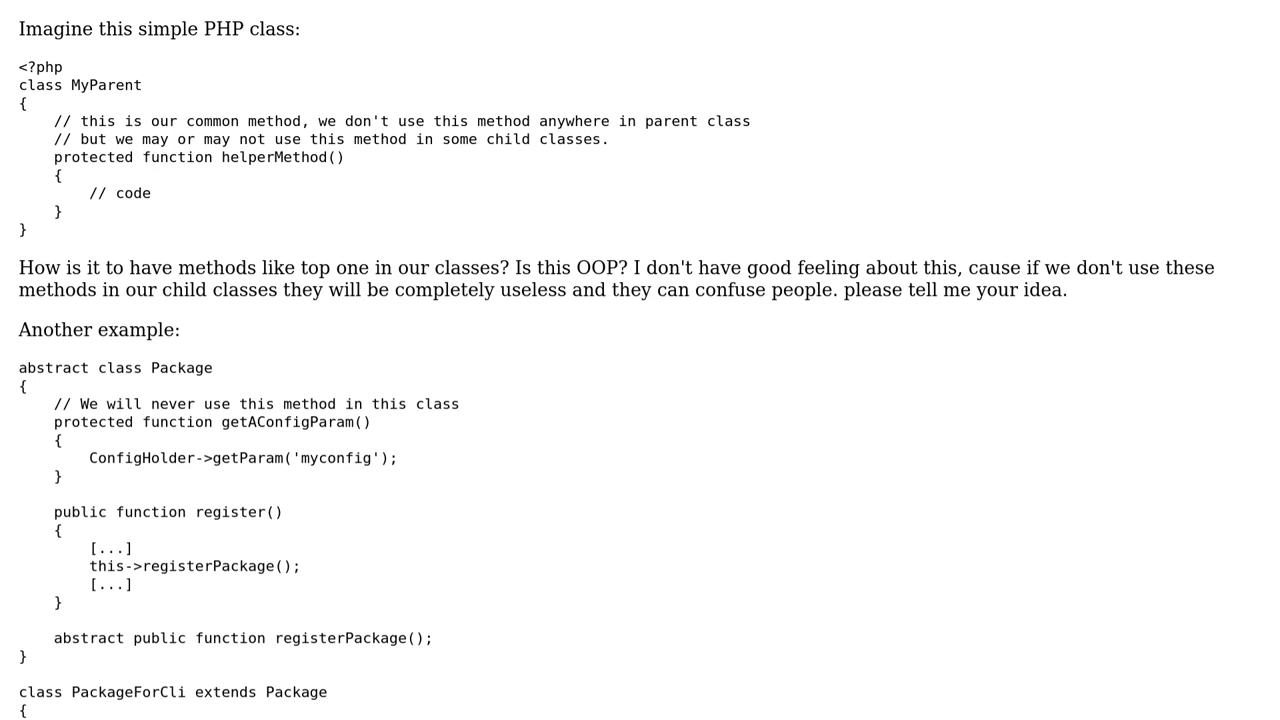 Imagine this simple PHP class:
<?php
class MyParent
{
    // this is our common method, we don't use this method anywhere in parent class
    // but we may or may not use this method in some child classes.
    protected function helperMethod()
    {
        // code
    }
}
How is it to have methods like top one in our classes? Is this OOP? I don't have good feeling about this, cause if we don't use these
methods in our child classes they will be completely useless and they can confuse people. please tell me your idea.
Another example:
abstract class Package
{
    // We will never use this method in this class
    protected function getAConfigParam()
    {
        ConfigHolder->getParam('myconfig');
    }
    public function register()
    {
        [...]
        this->registerPackage();
        [...]
    }
    abstract public function registerPackage();
}
class PackageForCli extends Package
{